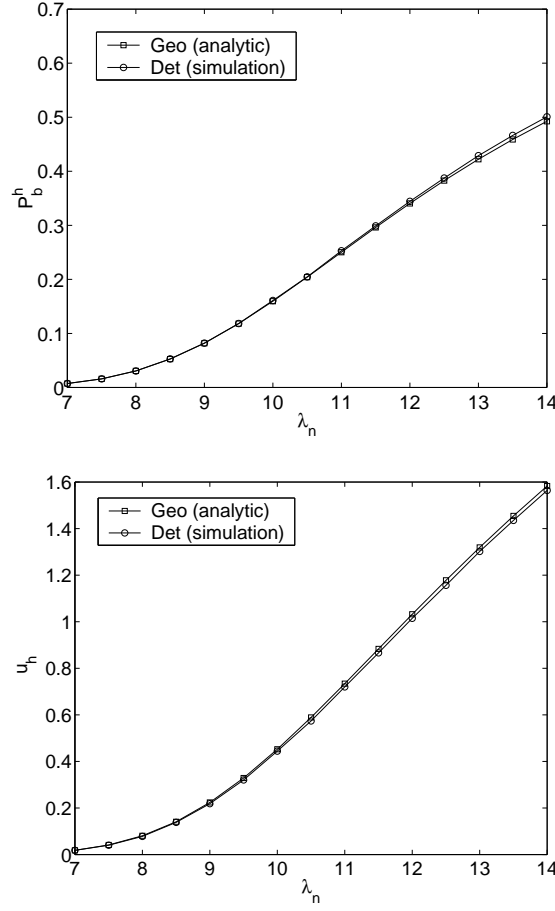 0.7
0.6
0.5
0.4
0.3
0.2
0.1
0
P_b^h
Geo (analytic)
Det (simulation)
7 8 9 10 11 12 13 14
λ_n
1.6
1.4
1.2
1
0.8
0.6
0.4
0.2
0
u_h
Geo (analytic)
Det (simulation)
7 8 9 10 11 12 13 14
λ_n